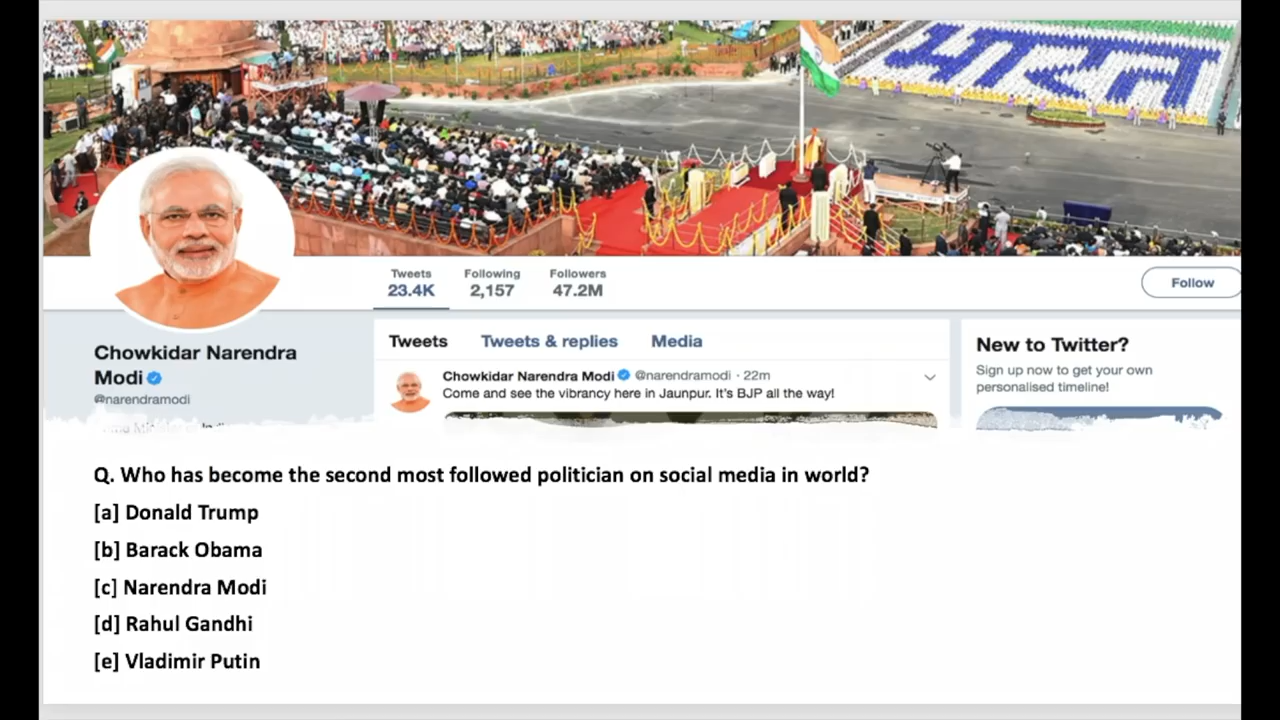 भारत
Tweets Following Followers
23.4K 2,157 47.2M
Follow
Chowkidar Narendra
Modi
@narendramodi
Tweets Tweets & replies Media
Chowkidar Narendra Modi @narendramodi · 22m
Come and see the vibrancy here in Jaunpur. It's BJP all the way!
New to Twitter?
Sign up now to get your own
personalised timeline!
Q. Who has become the second most followed politician on social media in world?
[a] Donald Trump
[b] Barack Obama
[c] Narendra Modi
[d] Rahul Gandhi
[e] Vladimir Putin